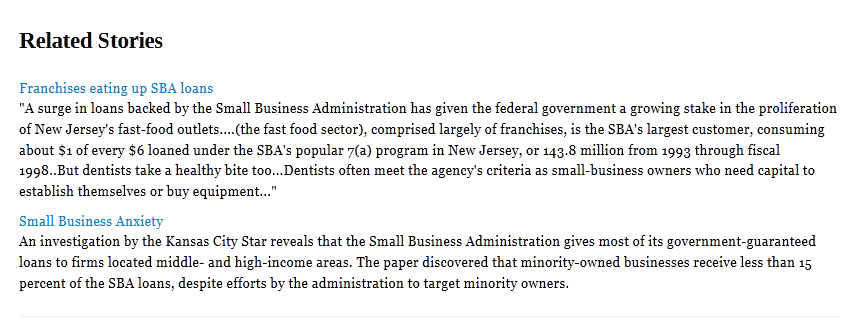 Related Stories
Franchises eating up SBA loans
"A surge in loans backed by the Small Business Administration has given the federal government a growing stake in the proliferation
of New Jersey's fast-food outlets....(the fast food sector), comprised largely of franchises, is the SBA's largest customer, consuming
about $1 of every $6 loaned under the SBA's popular 7(a) program in New Jersey, or 143.8 million from 1993 through fiscal
1998..But dentists take a healthy bite too...Dentists often meet the agency's criteria as small-business owners who need capital to
establish themselves or buy equipment..."
Small Business Anxiety
An investigation by the Kansas City Star reveals that the Small Business Administration gives most of its government-guaranteed
loans to firms located middle- and high-income areas. The paper discovered that minority-owned businesses receive less than 15
percent of the SBA loans, despite efforts by the administration to target minority owners.